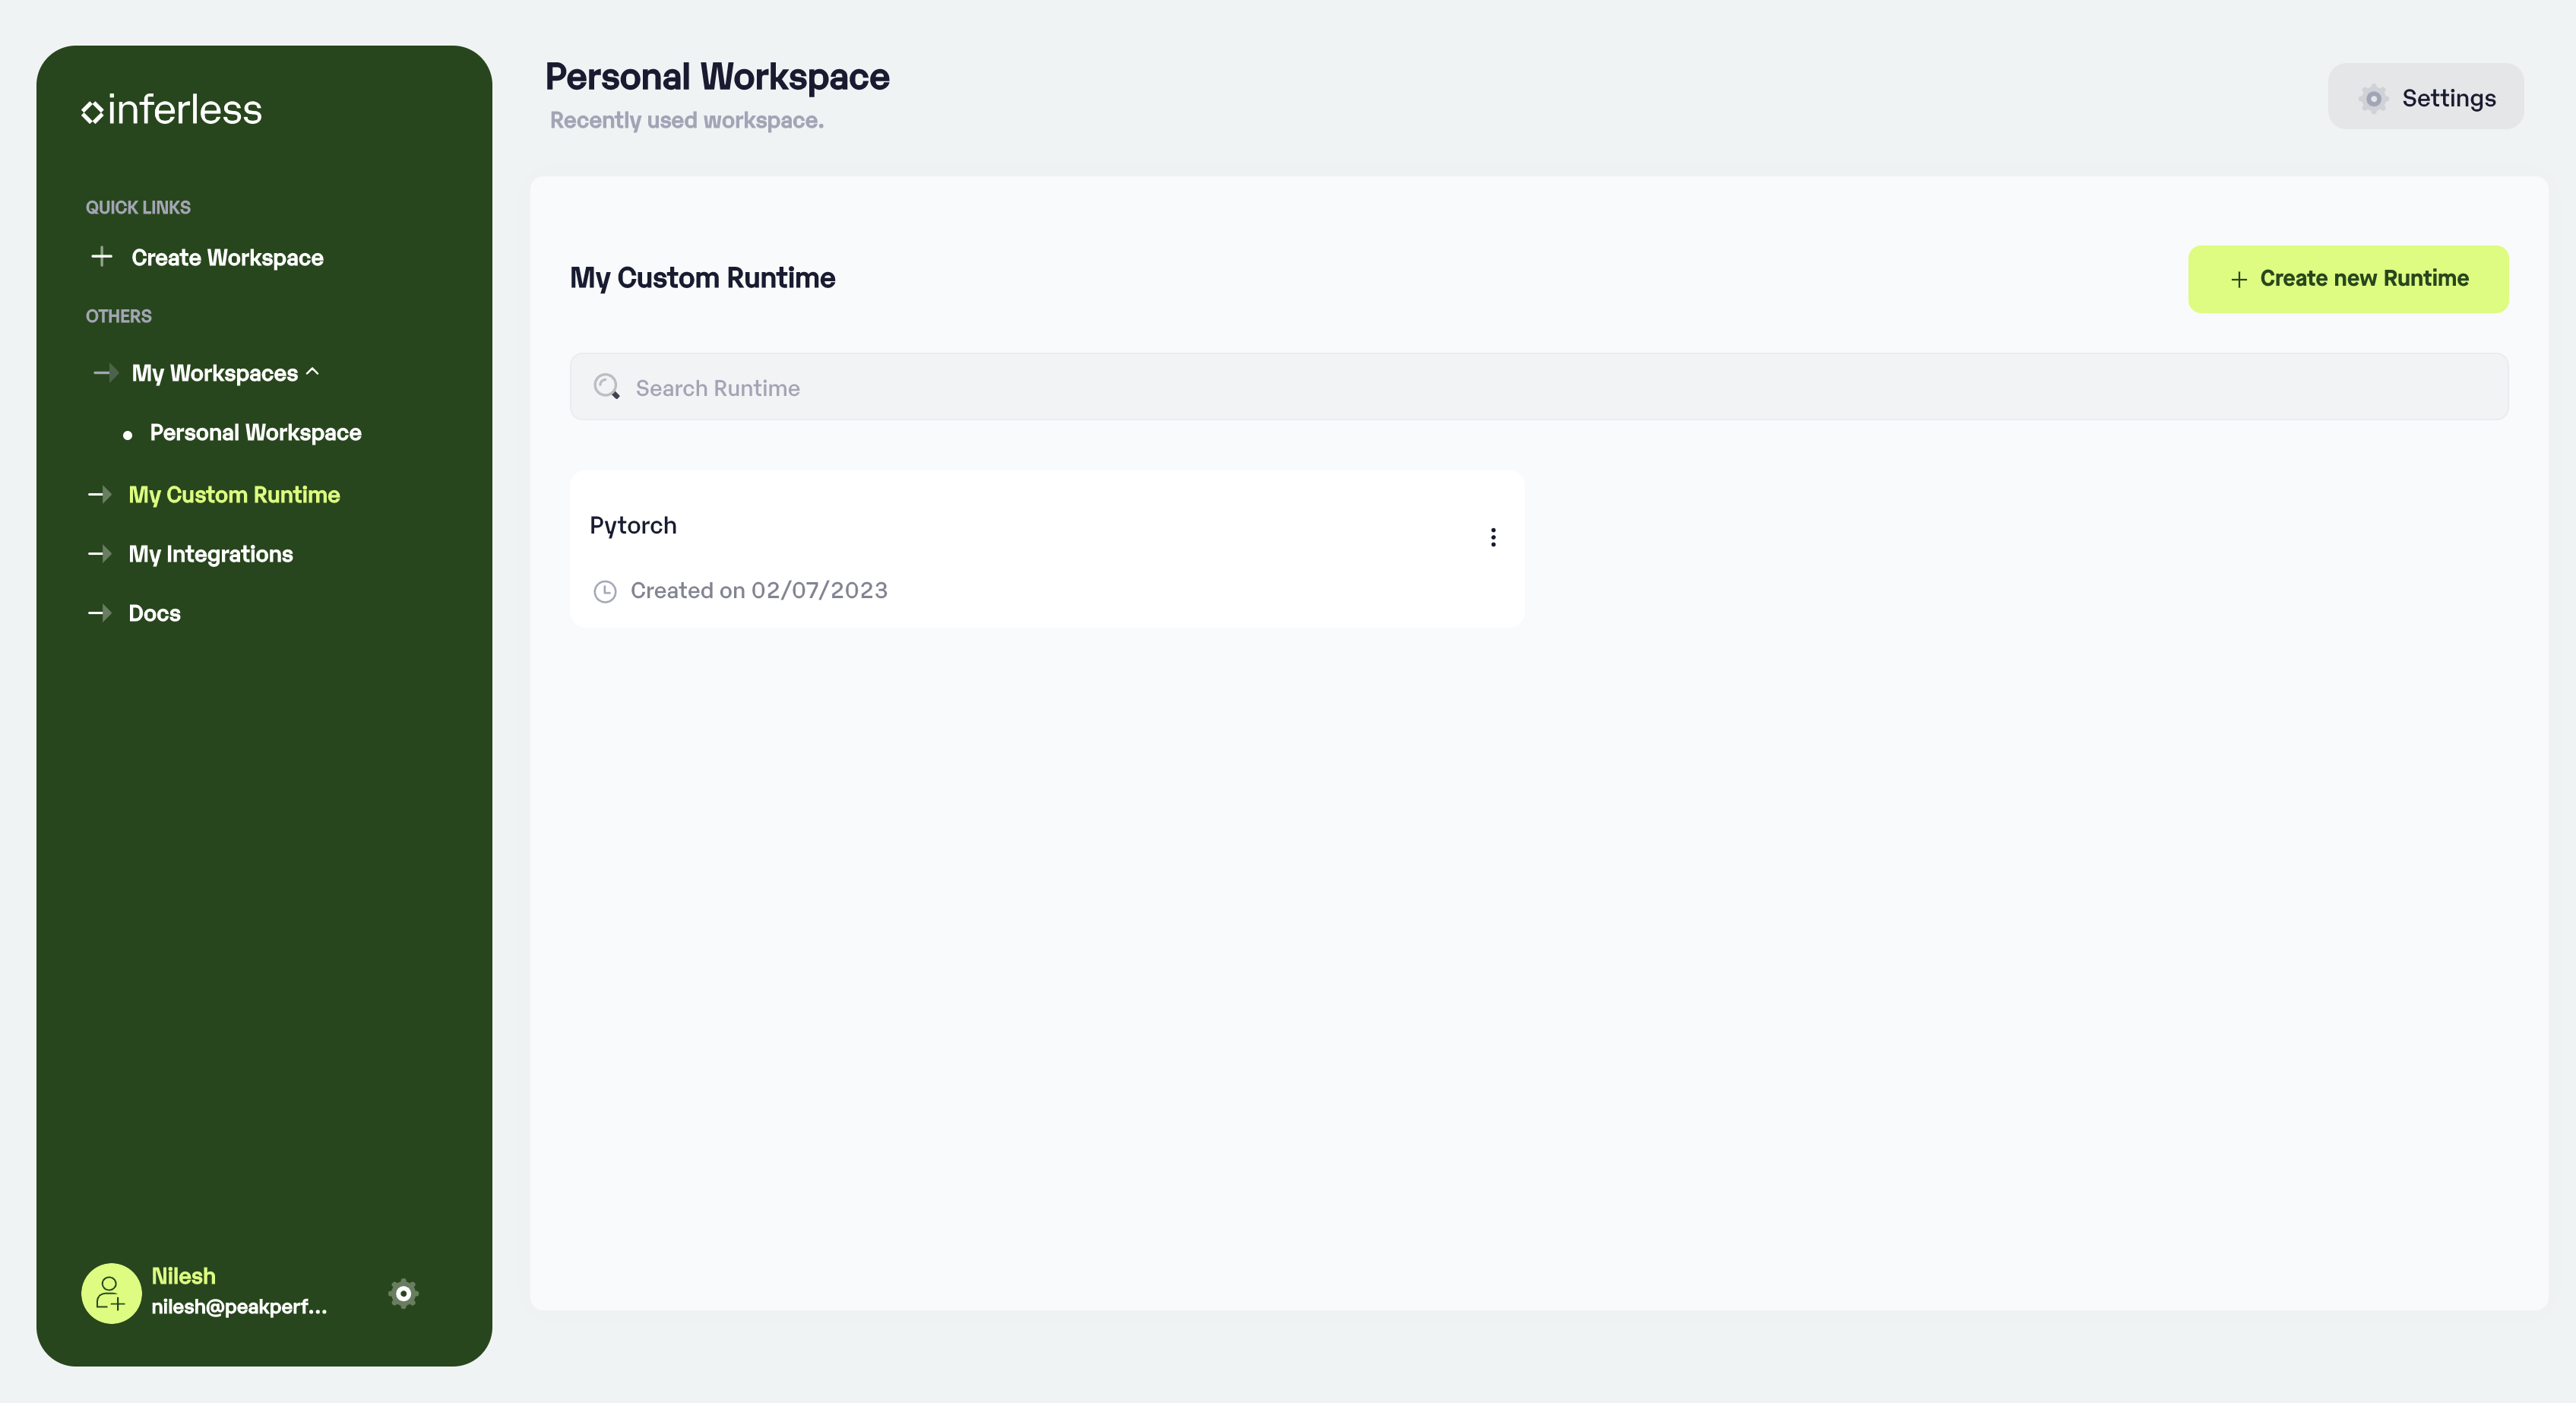 inferless
QUICK LINKS
Create Workspace
OTHERS
My Workspaces
Personal Workspace
My Custom Runtime
My Integrations
Docs
Nilesh
nilesh@peakperf...
Personal Workspace
Recently used workspace.
Settings
My Custom Runtime
+ Create new Runtime
Search Runtime
Pytorch
Created on 02/07/2023